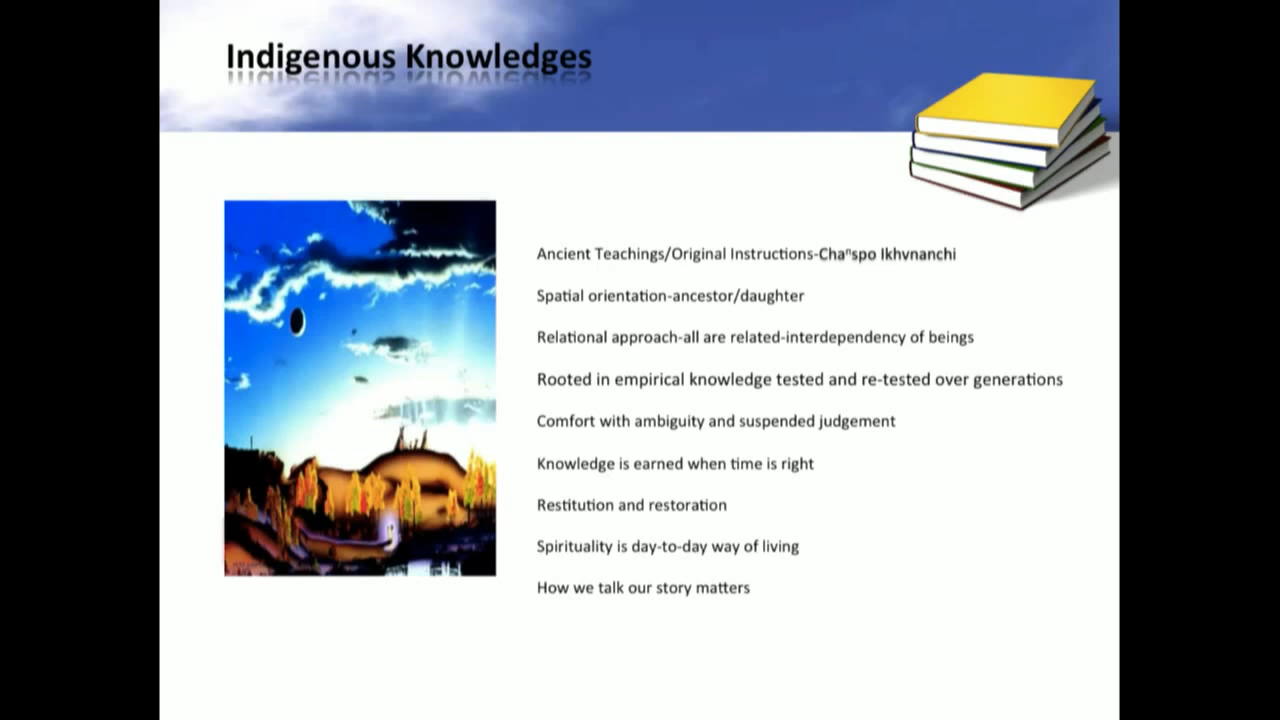 Indigenous Knowledges
Ancient Teachings/Original Instructions-Chaⁿspo Ikhvnanchi
Spatial orientation-ancestor/daughter
Relational approach-all are related-interdependency of beings
Rooted in empirical knowledge tested and re-tested over generations
Comfort with ambiguity and suspended judgement
Knowledge is earned when time is right
Restitution and restoration
Spirituality is day-to-day way of living
How we talk our story matters